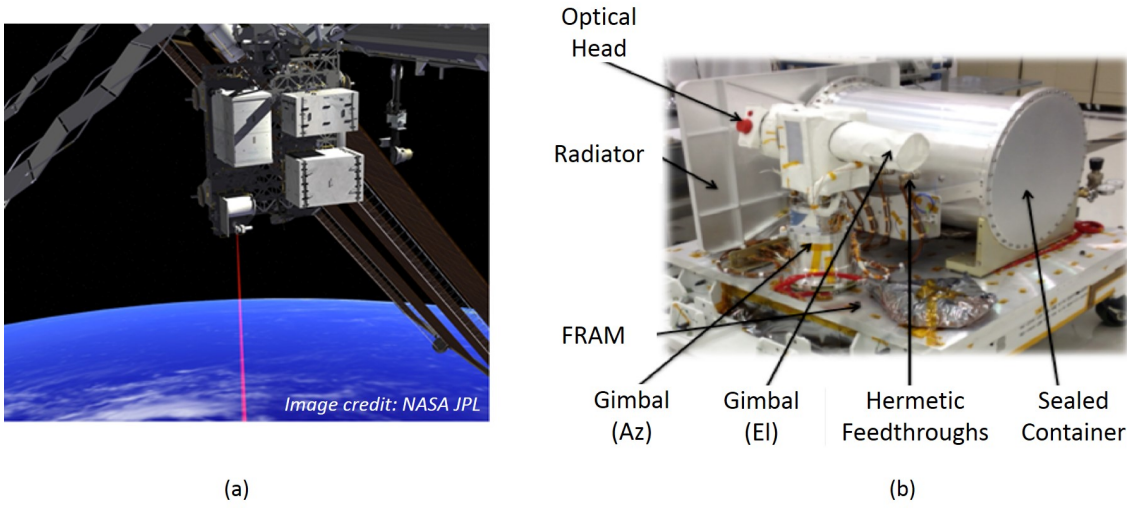 Optical
Head
Radiator
FRAM
Gimbal
(Az)
Gimbal
(El)
Hermetic
Feedthroughs
Sealed
Container
Image credit: NASA JPL
(a)
(b)